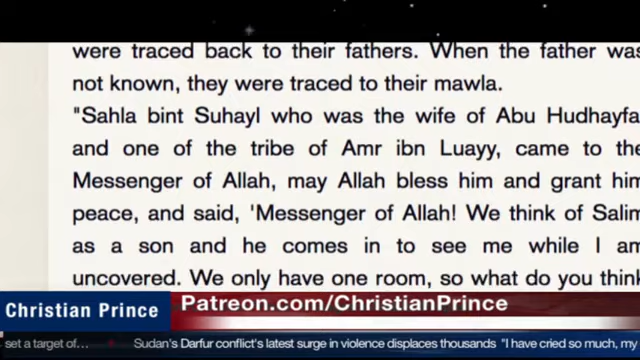 were traced back to their fathers. When the father was
not known, they were traced to their mawla.
"Sahla bint Suhayl who was the wife of Abu Hudhayfa
and one of the tribe of Amr ibn Luayy, came to the
Messenger of Allah, may Allah bless him and grant him
peace, and said, 'Messenger of Allah! We think of Salim
as a son and he comes in to see me while I am
uncovered. We only have one room, so what do you think
Christian Prince
Patreon.com/ChristianPrince
set a target of… Sudan's Darfur conflict's latest surge in violence displaces thousands "I have cried so much, my